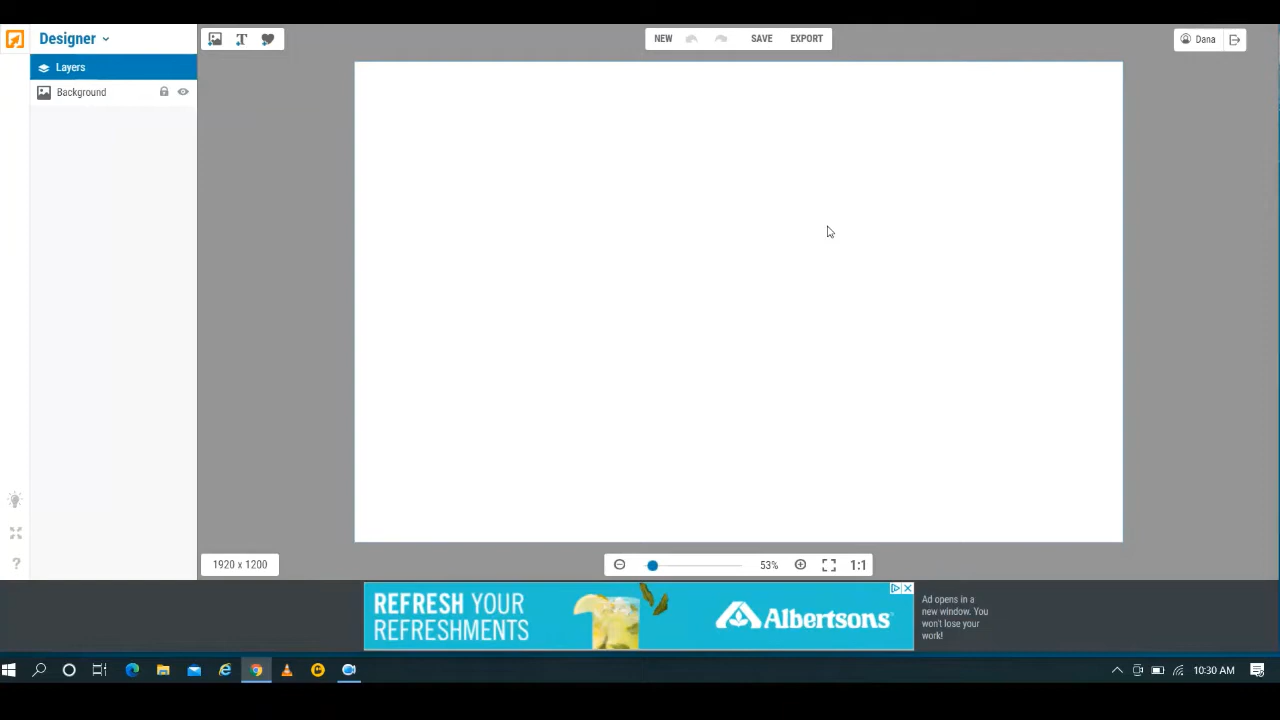 Designer
NEW SAVE EXPORT
Dana
Layers
Background
1920 x 1200
53%
1:1
REFRESH YOUR
REFRESHMENTS
Albertsons
Ad opens in a
new window. You
won't lose your
work!
10:30 AM